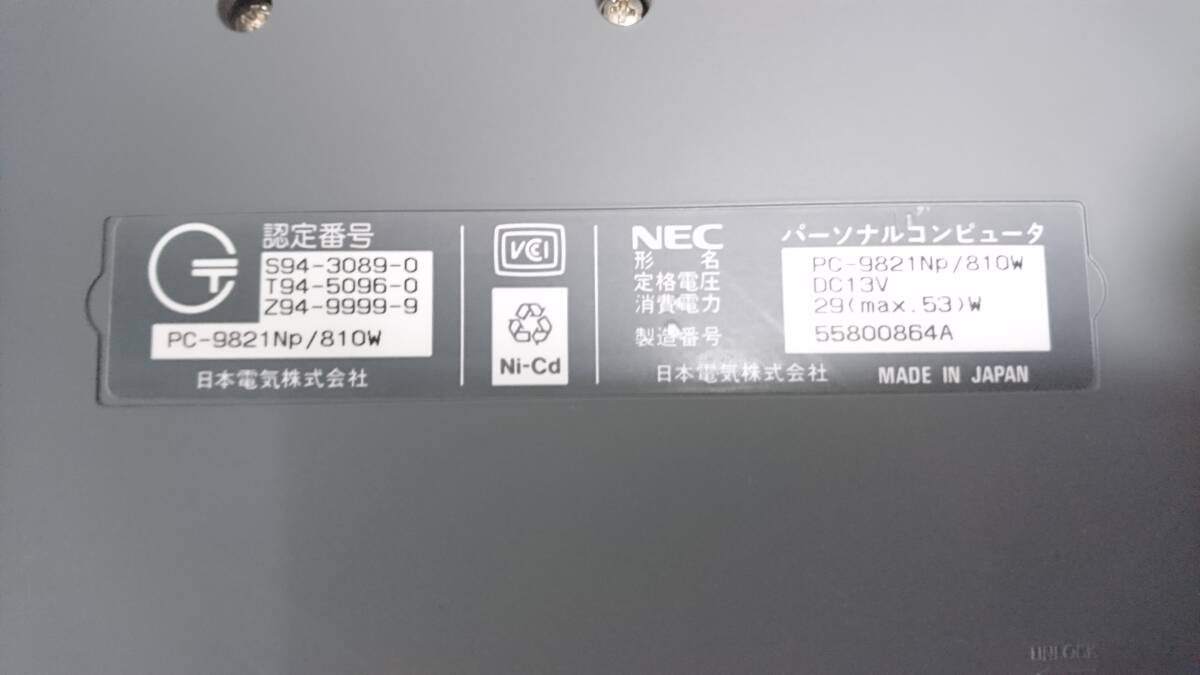 認定番号
S94-3089-0
T94-5096-0
Z94-9999-9
PC-9821Np/810W
日本電気株式会社
VCI
Ni-Cd
NEC パーソナルコンピュータ
形名 PC-9821Np/810W
定格電圧 DC13V
消費電力 29(max.53)W
製造番号 55800864A
日本電気株式会社 MADE IN JAPAN
UNLOCK